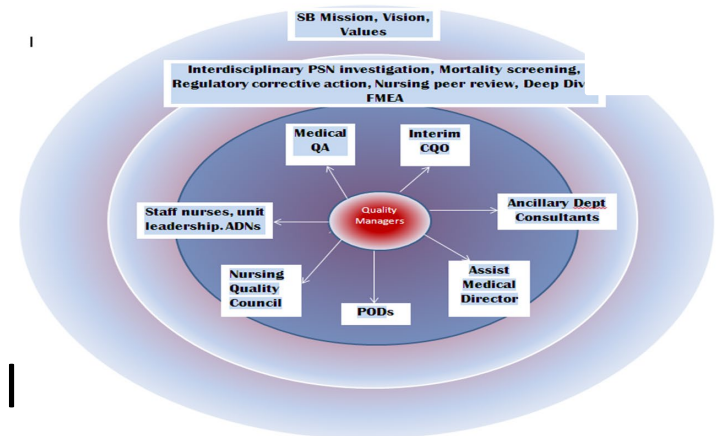 SB Mission, Vision,
Values
Interdisciplinary PSN investigation, Mortality screening,
Regulatory corrective action, Nursing peer review, Deep Div
FMEA
Medical
QA
Interim
CQO
Quality
Managers
Staff nurses, unit
leadership. ADNs
Ancillary Dept
Consultants
Nursing
Quality
Council
PODs
Assist
Medical
Director